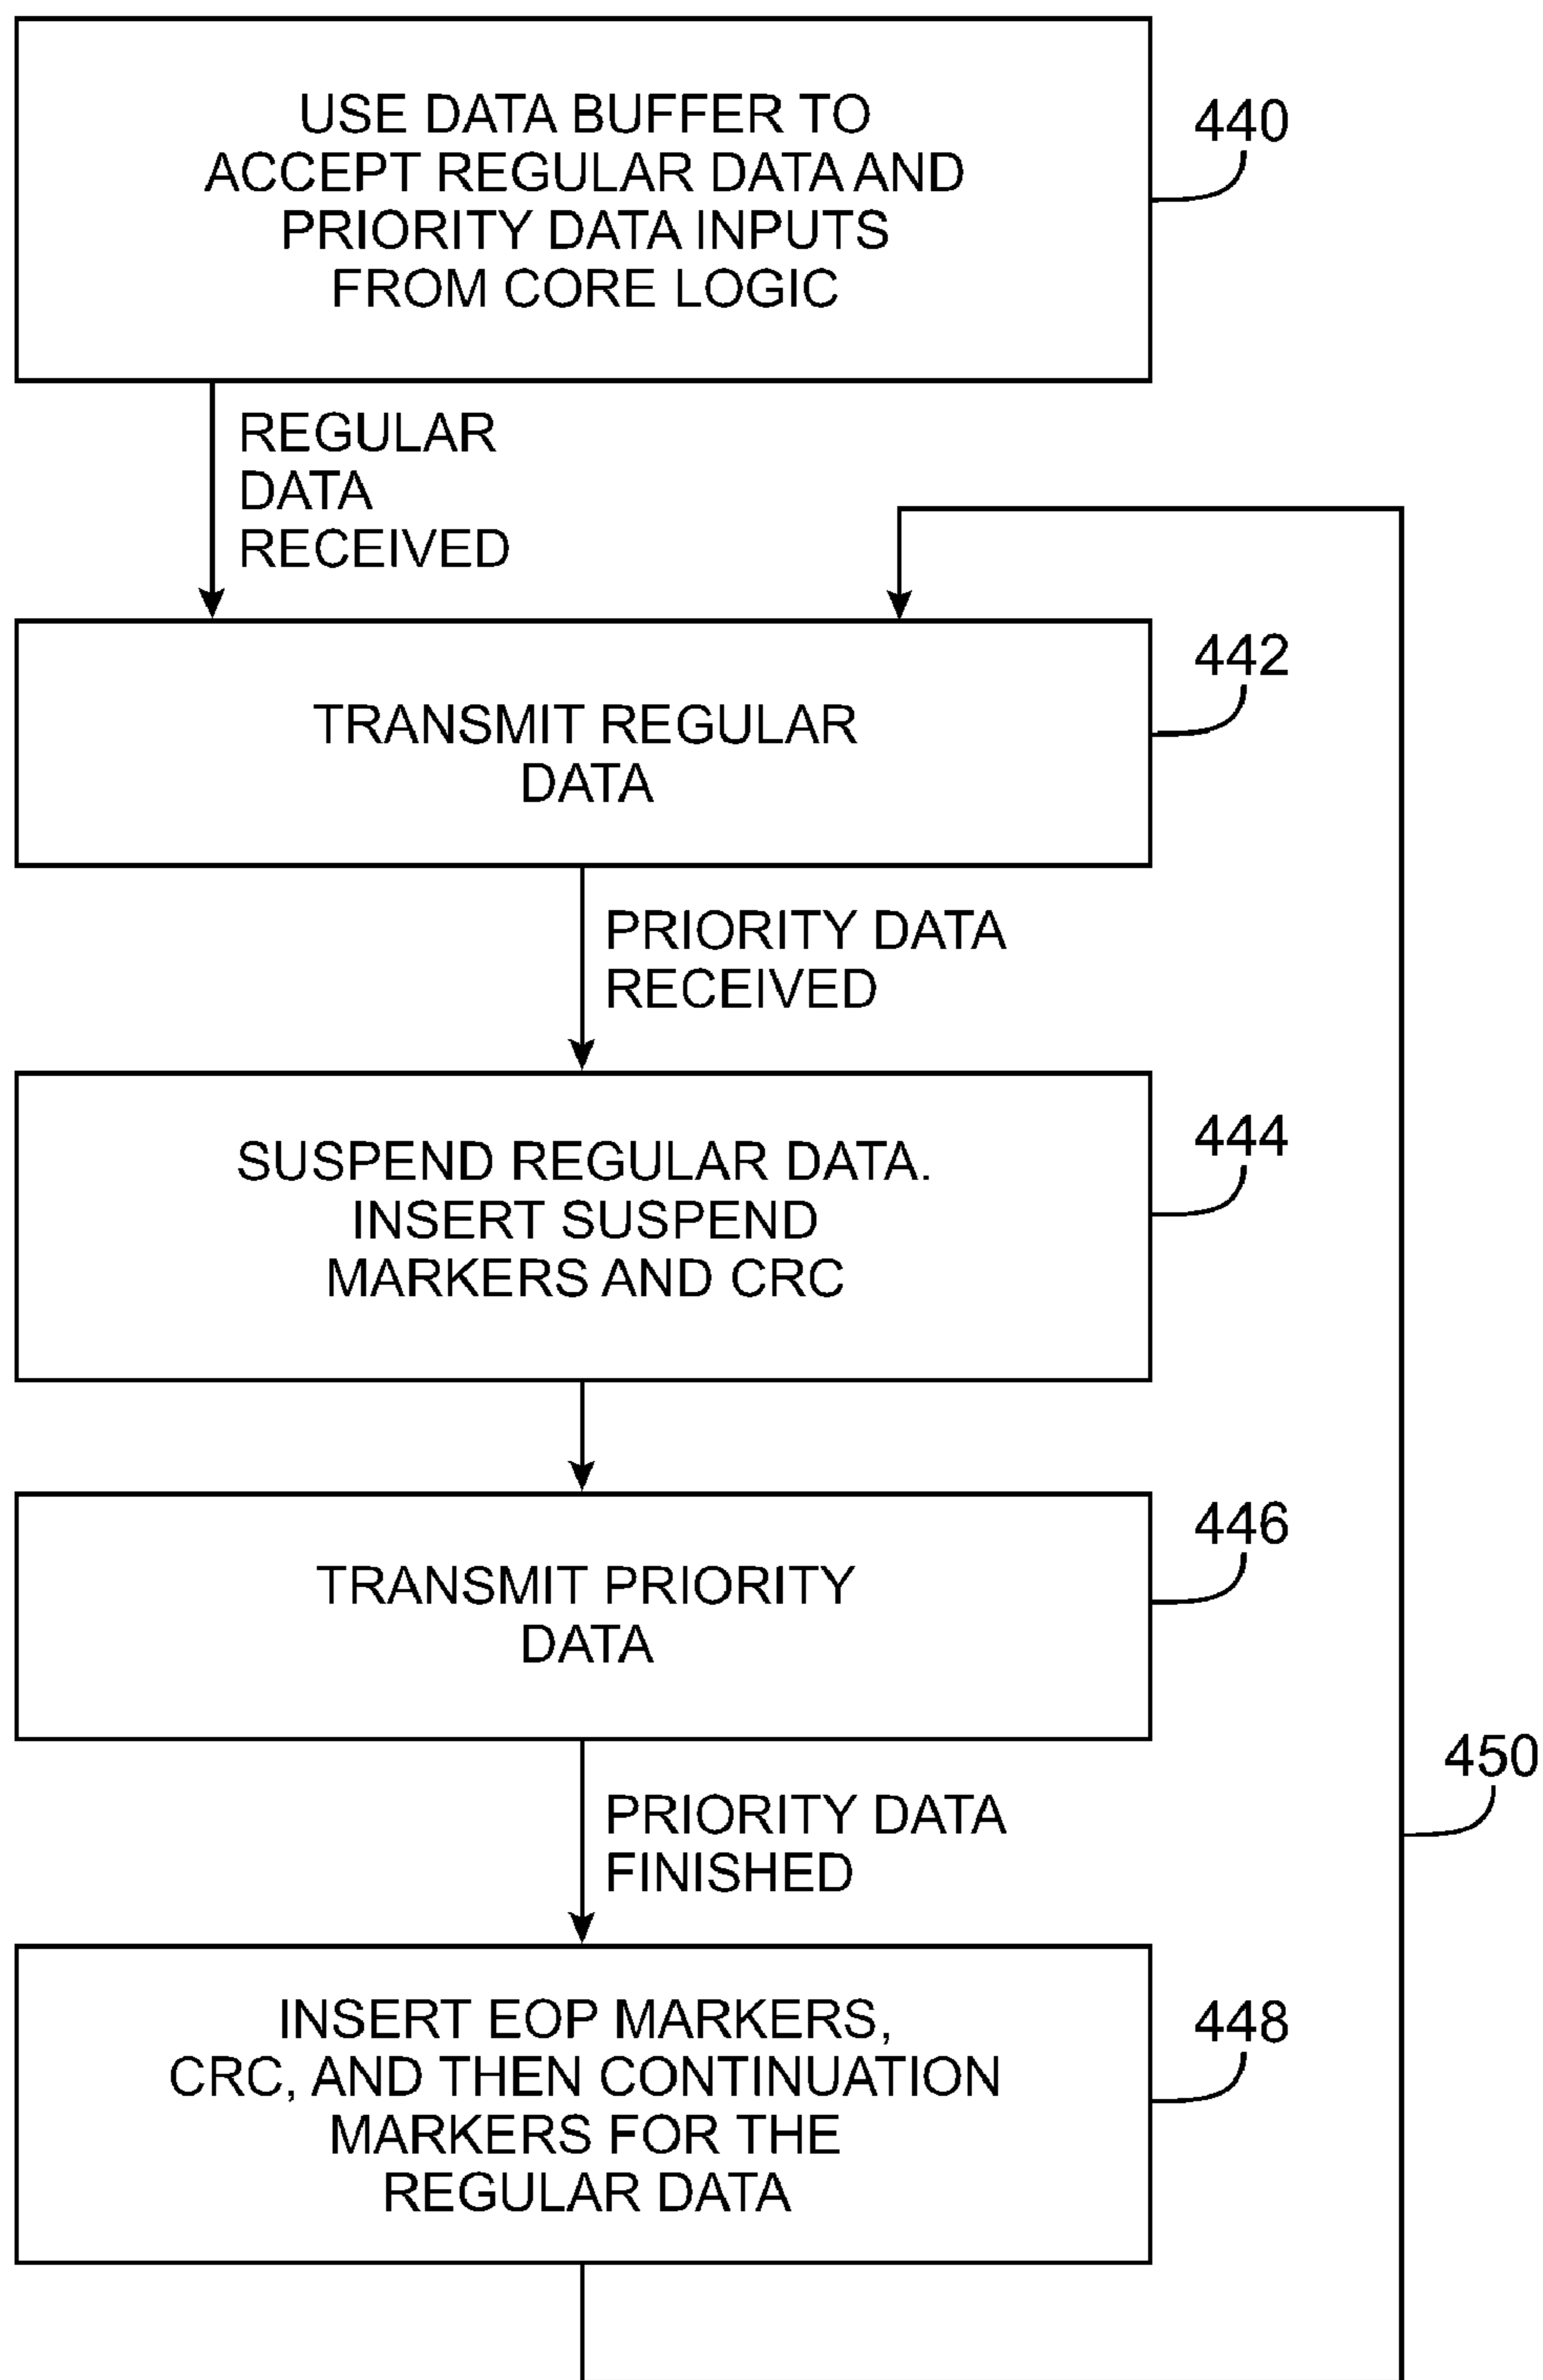 USE DATA BUFFER TO
ACCEPT REGULAR DATA AND
PRIORITY DATA INPUTS
FROM CORE LOGIC
440
REGULAR
DATA
RECEIVED
TRANSMIT REGULAR
DATA
442
PRIORITY DATA
RECEIVED
SUSPEND REGULAR DATA.
INSERT SUSPEND
MARKERS AND CRC
444
TRANSMIT PRIORITY
DATA
446
450
PRIORITY DATA
FINISHED
INSERT EOP MARKERS,
CRC, AND THEN CONTINUATION
MARKERS FOR THE
REGULAR DATA
448